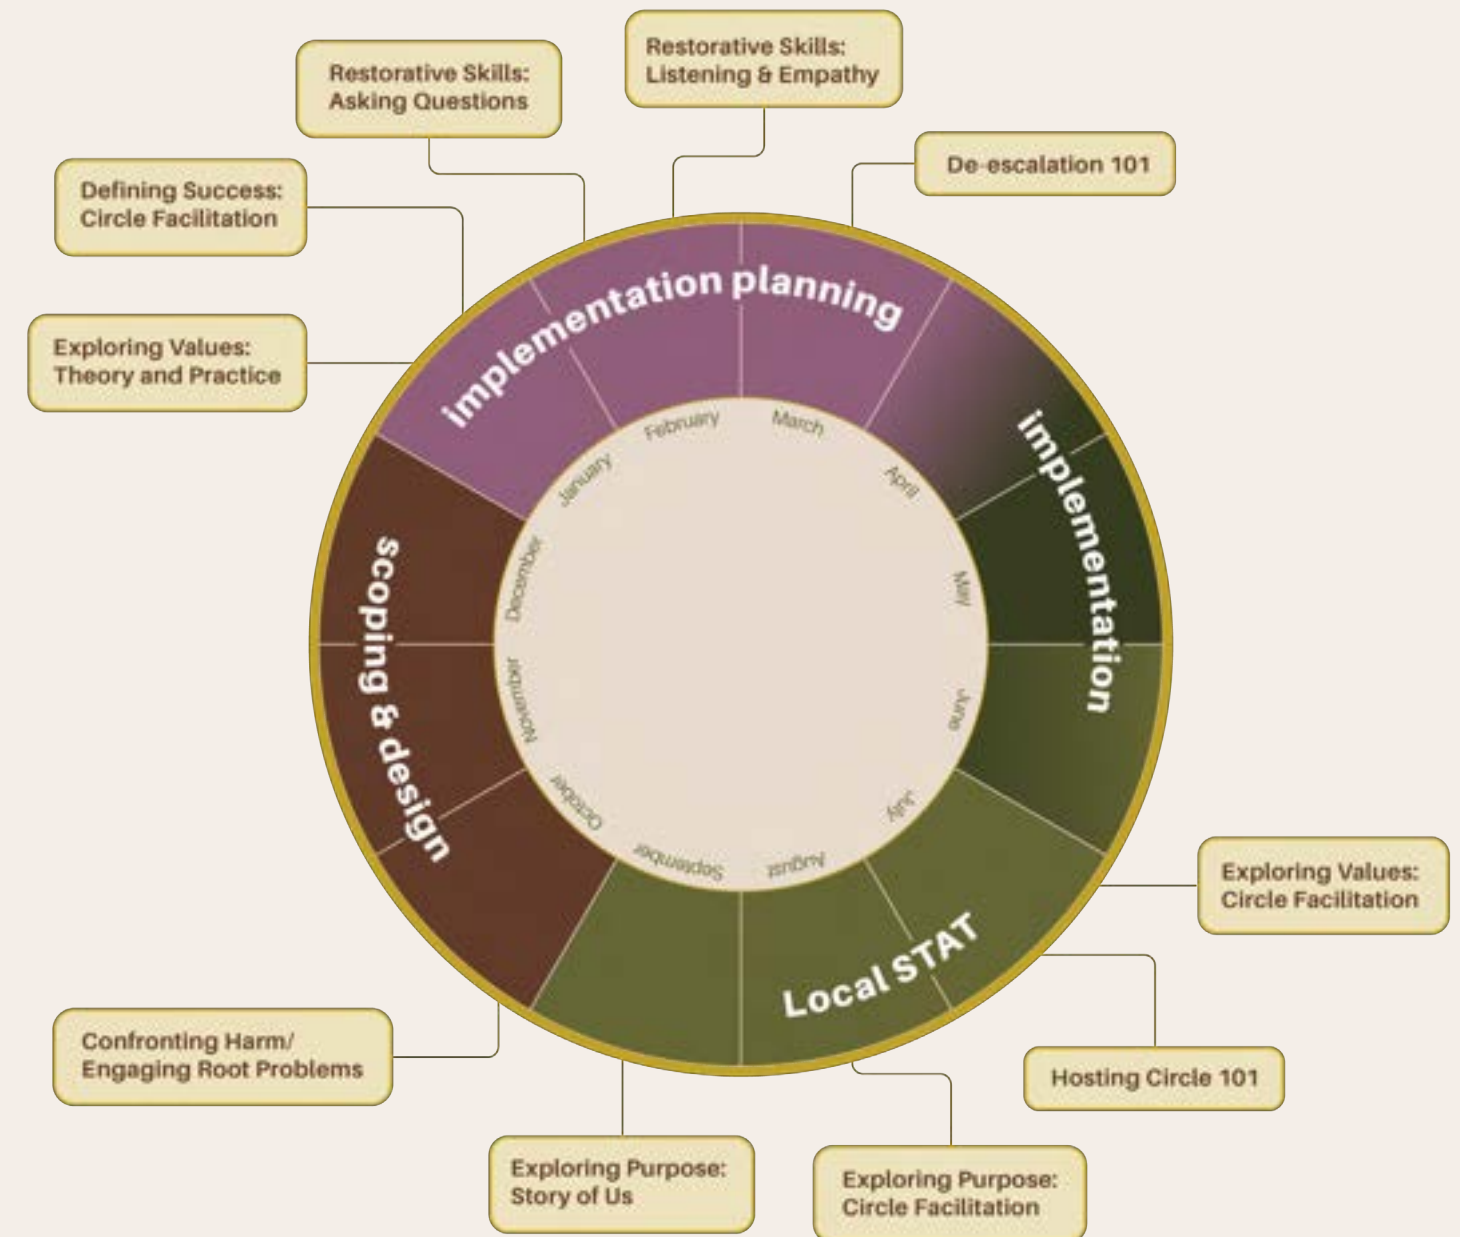 Restorative Skills:
Listening & Empathy
Restorative Skills:
Asking Questions
De-escalation 101
Defining Success:
Circle Facilitation
Exploring Values:
Theory and Practice
implementation planning
implementation
Local STAT
scoping & design
January
February
March
April
May
June
July
August
September
October
November
December
Exploring Values:
Circle Facilitation
Hosting Circle 101
Exploring Purpose:
Circle Facilitation
Exploring Purpose:
Story of Us
Confronting Harm/
Engaging Root Problems